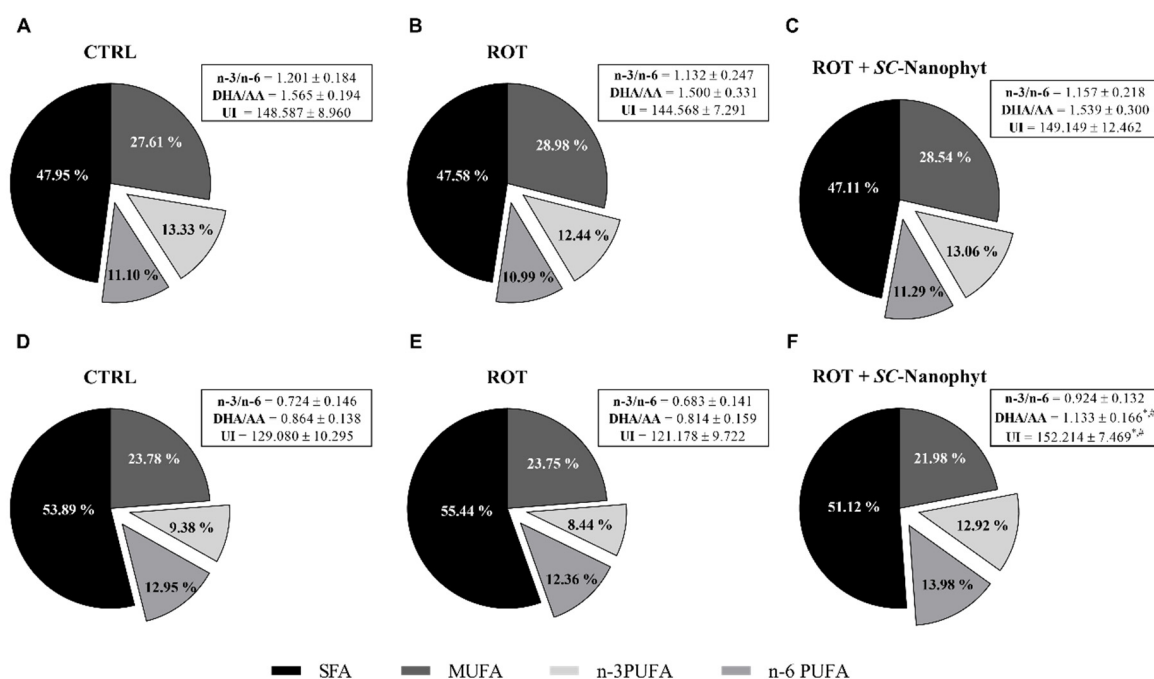 A
CTRL
n-3/n-6 = 1.201 ± 0.184
DHA/AA = 1.565 ± 0.194
UI = 148.587 ± 8.960
27.61 %
47.95 %
13.33 %
11.10 %
B
ROT
n-3/n-6 = 1.132 ± 0.247
DHA/AA = 1.500 ± 0.331
UI = 144.568 ± 7.291
28.98 %
47.58 %
12.44 %
10.99 %
C
ROT + SC-Nanophyt
n-3/n-6 – 1.157 ± 0.218
DHA/AA = 1.539 ± 0.300
UI = 149.149 ± 12.462
28.54 %
47.11 %
13.06 %
11.29 %
D
CTRL
n-3/n-6 = 0.724 ± 0.146
DHA/AA = 0.864 ± 0.138
UI = 129.080 ± 10.295
23.78 %
53.89 %
9.38 %
12.95 %
E
ROT
n-3/n-6 = 0.683 ± 0.141
DHA/AA = 0.814 ± 0.159
UI = 121.178 ± 9.722
23.75 %
55.44 %
8.44 %
12.36 %
F
ROT + SC-Nanophyt
n-3/n-6 = 0.924 ± 0.132
DHA/AA = 1.133 ± 0.166*,#
UI = 152.214 ± 7.469*,#
21.98 %
51.12 %
12.92 %
13.98 %
SFA MUFA n-3PUFA n-6 PUFA